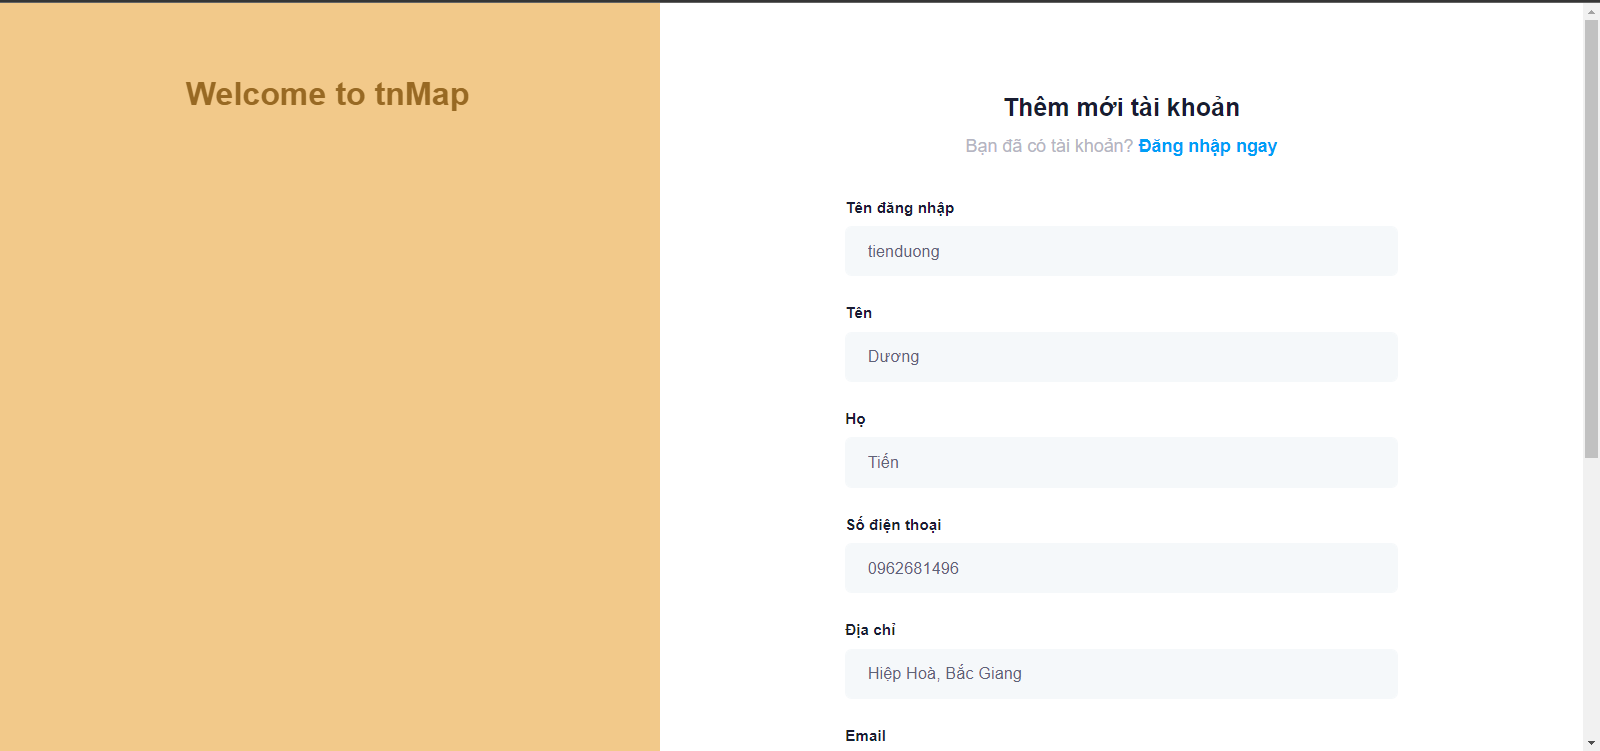 Welcome to tnMap
Thêm mới tài khoản
Bạn đã có tài khoản? Đăng nhập ngay
Tên đăng nhập
tienduong
Tên
Dương
Họ
Tiến
Số điện thoại
0962681496
Địa chỉ
Hiệp Hoà, Bắc Giang
Email